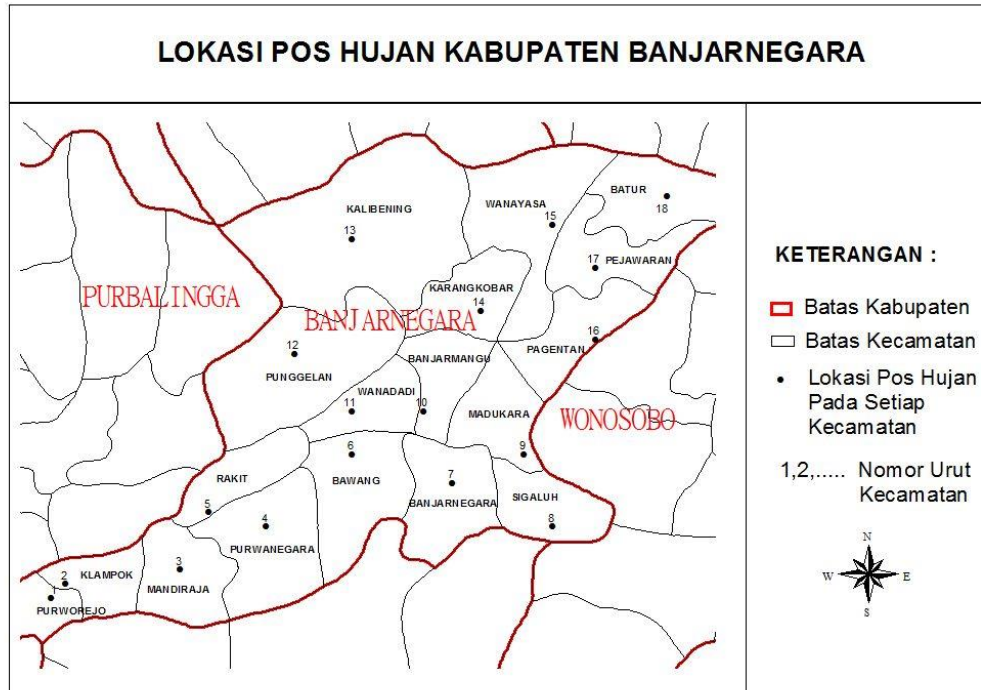 LOKASI POS HUJAN KABUPATEN BANJARNEGARA
BATUR
18
WANAYASA
15
KALIBENING
13
17
PEJAWARAN
PURBALINGGA
KARANGKOBAR
14
BANJARNEGARA
16
PAGENTAN
12
PUNGGELAN
BANJARMANGU
WANADADI
11
10
MADUKARA
WONOSOBO
9
6
BAWANG
7
BANJARNEGARA
SIGALUH
8
RAKIT
5
4
PURWANEGARA
3
MANDIRAJA
2
KLAMPOK
1
PURWOREJO
KETERANGAN :
Batas Kabupaten
Batas Kecamatan
Lokasi Pos Hujan
Pada Setiap
Kecamatan
1,2,..... Nomor Urut
Kecamatan
N
W E
S